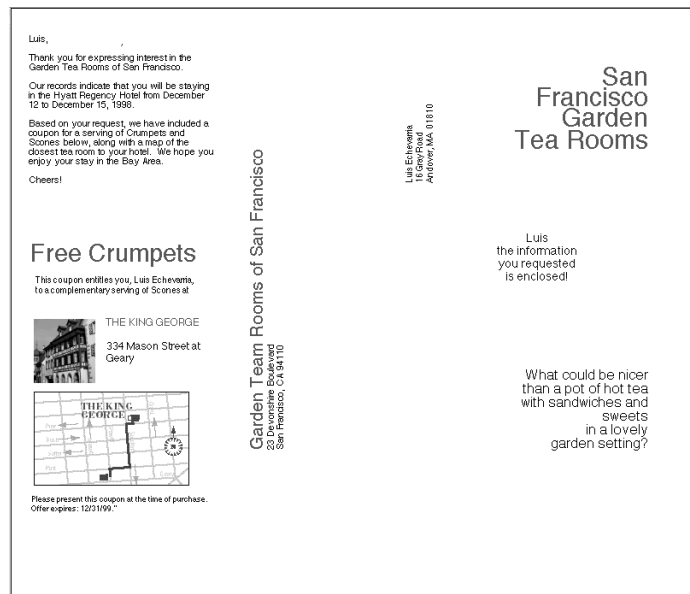 Luis,
Thank you for expressing interest in the
Garden Tea Rooms of San Francisco.
Our records indicate that you will be staying
in the Hyatt Regency Hotel from December
12 to December 15, 1998.
Based on your request, we have included a
coupon for a serving of Crumpets and
Scones below, along with a map of the
closest tea room to your hotel. We hope you
enjoy your stay in the Bay Area.
Cheers!
Free Crumpets
This coupon entitles you, Luis Echevarria,
to a complementary serving of Scones at
THE KING GEORGE
334 Mason Street at
Geary
THE KING
GEORGE
Please present this coupon at the time of purchase.
Offer expires: 12/31/99."
Garden Team Rooms of San Francisco
23 Devonshire Boulevard
San Francisco, CA 94110
Luis Echevarria
16 Gray Road
Andover, MA 01810
San
Francisco
Garden
Tea Rooms
Luis
the information
you requested
is enclosed!
What could be nicer
than a pot of hot tea
with sandwiches and
sweets
in a lovely
garden setting?